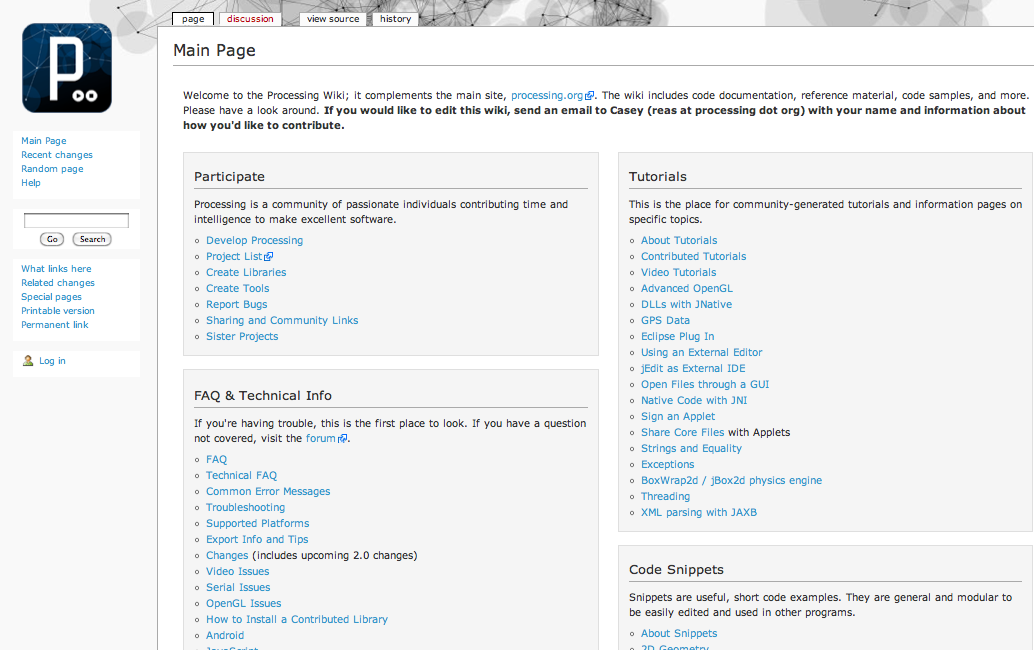 page
discussion
view source
history
P
Main Page
Recent changes
Random page
Help
Go
Search
What links here
Related changes
Special pages
Printable version
Permanent link
Log in
Main Page
Welcome to the Processing Wiki; it complements the main site, processing.org. The wiki includes code documentation, reference material, code samples, and more.
Please have a look around. If you would like to edit this wiki, send an email to Casey (reas at processing dot org) with your name and information about
how you'd like to contribute.
Participate
Processing is a community of passionate individuals contributing time and
intelligence to make excellent software.
Develop Processing
Project List
Create Libraries
Create Tools
Report Bugs
Sharing and Community Links
Sister Projects
FAQ & Technical Info
If you're having trouble, this is the first place to look. If you have a question
not covered, visit the forum.
FAQ
Technical FAQ
Common Error Messages
Troubleshooting
Supported Platforms
Export Info and Tips
Changes (includes upcoming 2.0 changes)
Video Issues
Serial Issues
OpenGL Issues
How to Install a Contributed Library
Android
JavaScript
Tutorials
This is the place for community-generated tutorials and information pages on
specific topics.
About Tutorials
Contributed Tutorials
Video Tutorials
Advanced OpenGL
DLLs with JNative
GPS Data
Eclipse Plug In
Using an External Editor
jEdit as External IDE
Open Files through a GUI
Native Code with JNI
Sign an Applet
Share Core Files with Applets
Strings and Equality
Exceptions
BoxWrap2d / jBox2d physics engine
Threading
XML parsing with JAXB
Code Snippets
Snippets are useful, short code examples. They are general and modular to
be easily edited and used in other programs.
About Snippets
2D Geometry